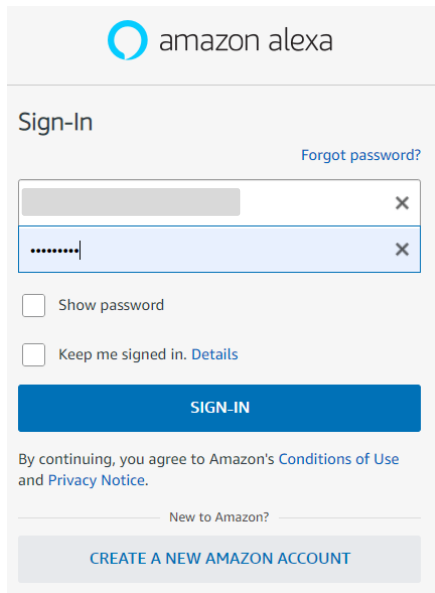 amazon alexa
Sign-In
Forgot password?
•••••••••
Show password
Keep me signed in. Details
SIGN-IN
By continuing, you agree to Amazon's Conditions of Use
and Privacy Notice.
New to Amazon?
CREATE A NEW AMAZON ACCOUNT